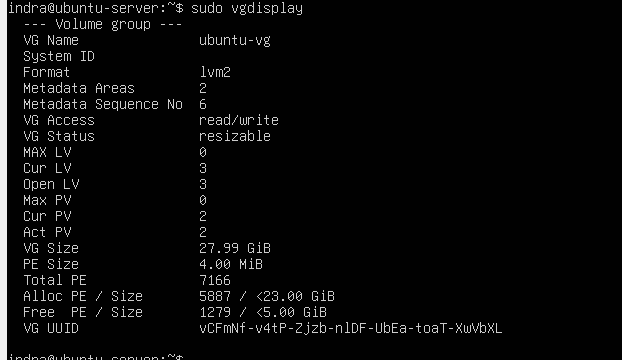 indra@ubuntu-server:~$ sudo vgdisplay
  --- Volume group ---
  VG Name               ubuntu-vg
  System ID
  Format                lvm2
  Metadata Areas        2
  Metadata Sequence No  6
  VG Access             read/write
  VG Status             resizable
  MAX LV                0
  Cur LV                3
  Open LV               3
  Max PV                0
  Cur PV                2
  Act PV                2
  VG Size               27.99 GiB
  PE Size               4.00 MiB
  Total PE              7166
  Alloc PE / Size       5887 / <23.00 GiB
  Free  PE / Size       1279 / <5.00 GiB
  VG UUID               vCFmNf-v4tP-Zjzb-nlDF-UbEa-toaT-XwVbXL

indra@ubuntu-server:~$